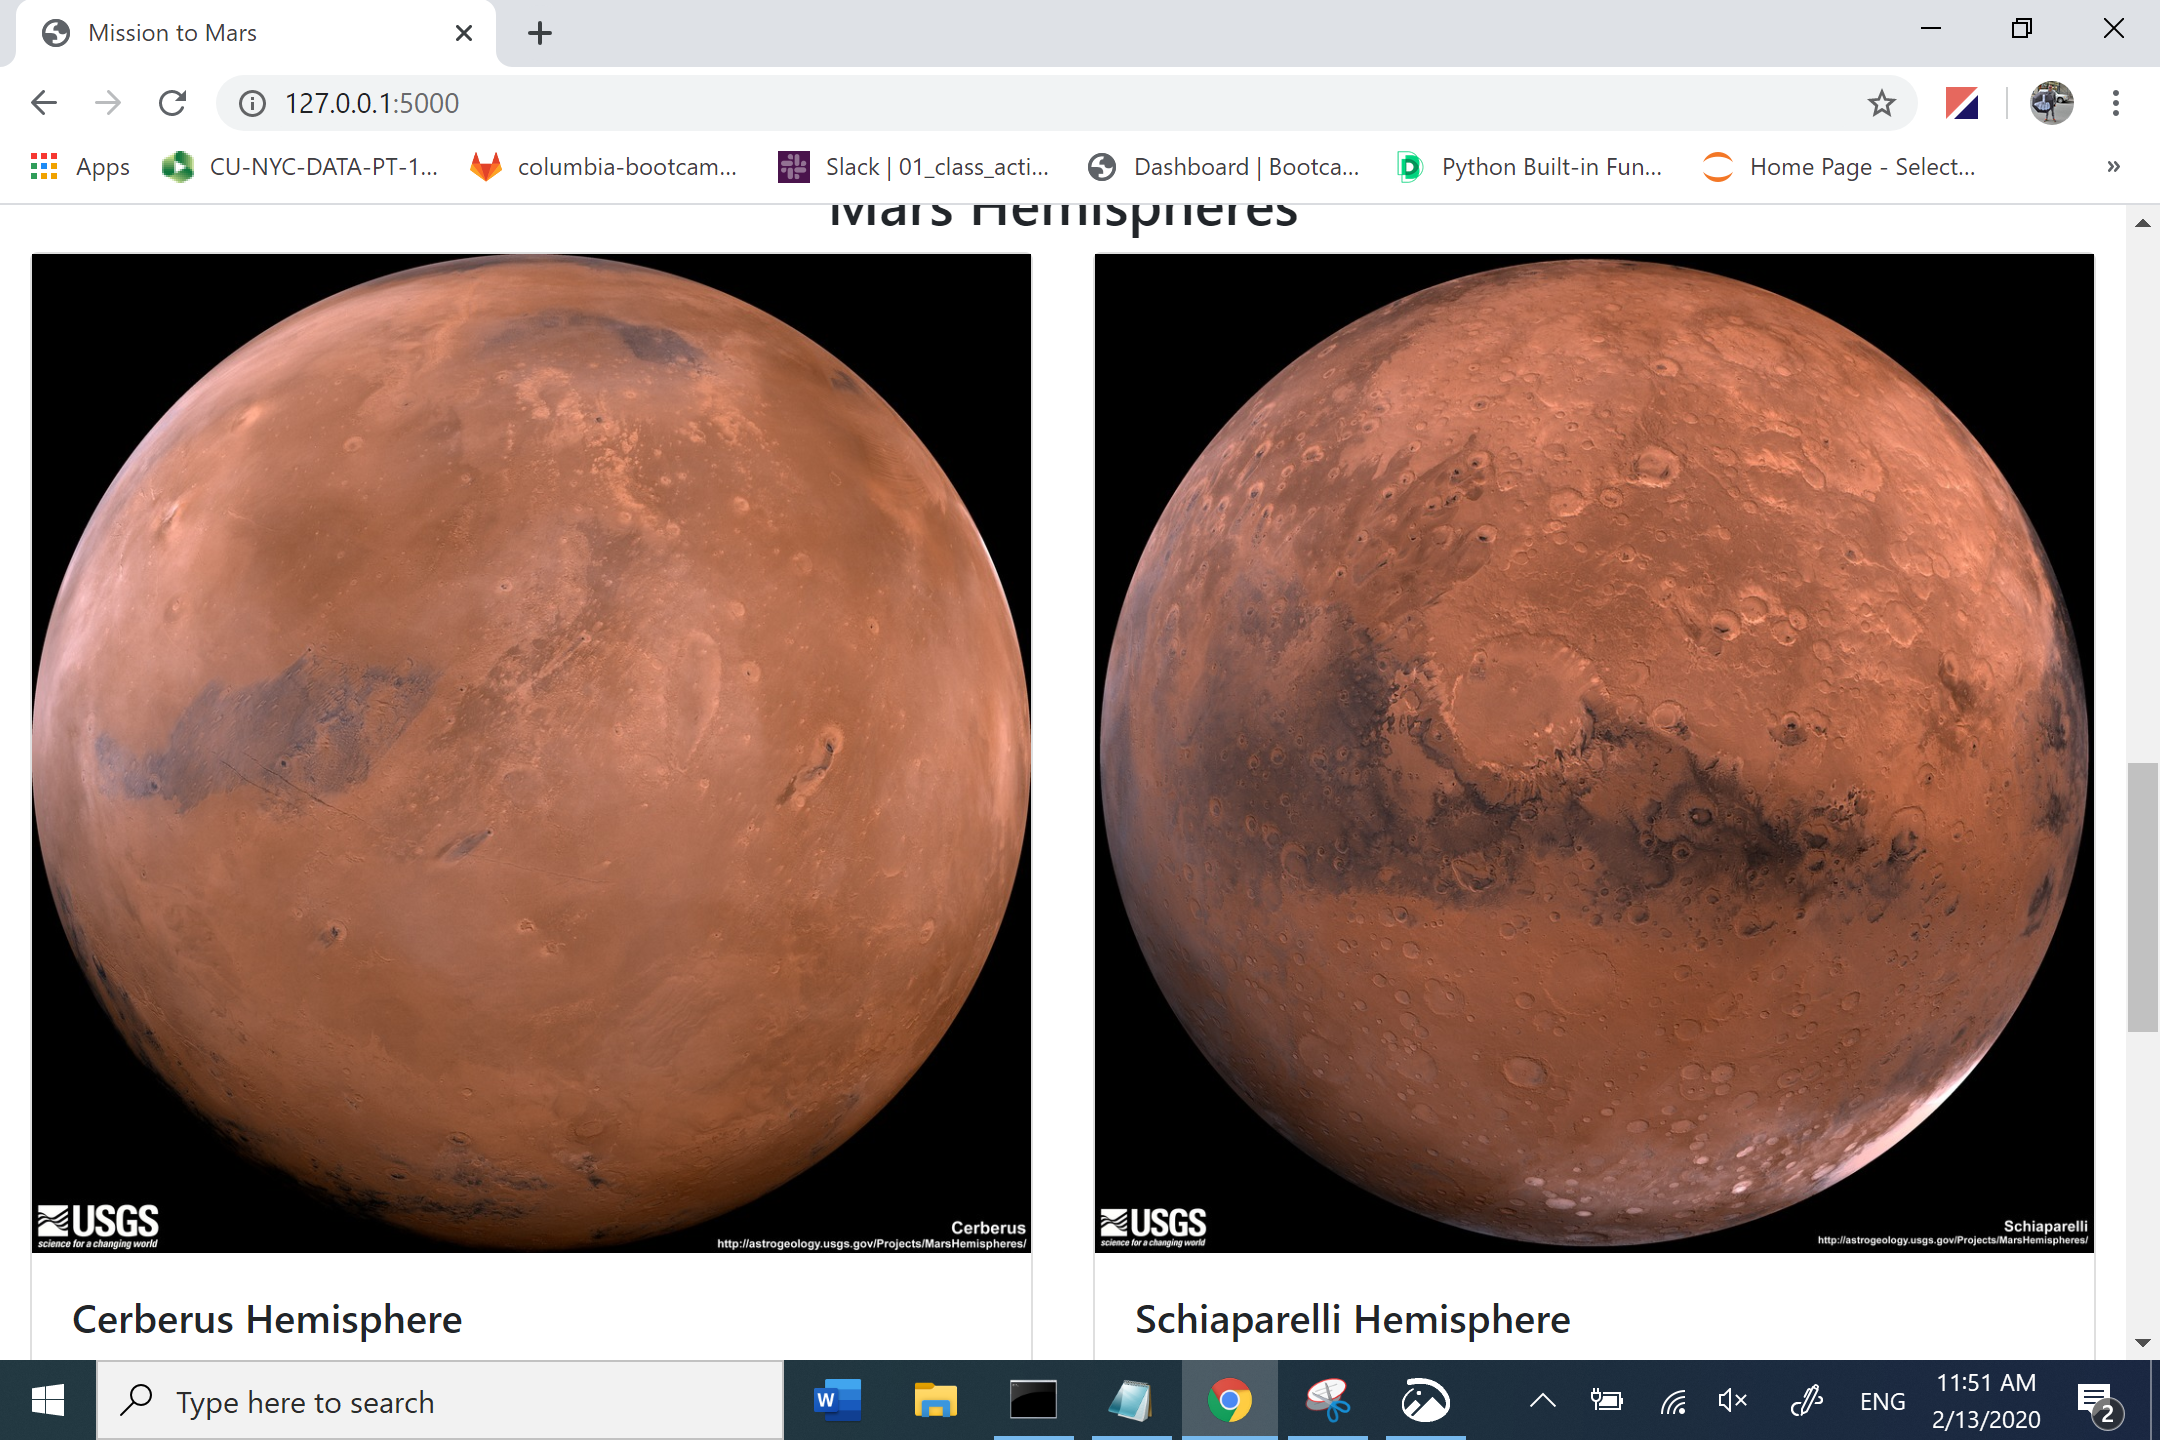 Mission to Mars
127.0.0.1:5000
Apps
CU-NYC-DATA-PT-1...
columbia-bootcam...
Slack | 01_class_acti...
Dashboard | Bootca...
Python Built-in Fun...
Home Page - Select...
»
Mars Hemispheres
USGS
science for a changing world
Cerberus
http://astrogeology.usgs.gov/Projects/MarsHemispheres/
USGS
science for a changing world
Schiaparelli
http://astrogeology.usgs.gov/Projects/MarsHemispheres/
Cerberus Hemisphere
Schiaparelli Hemisphere
Type here to search
W
ENG
11:51 AM
2/13/2020
2